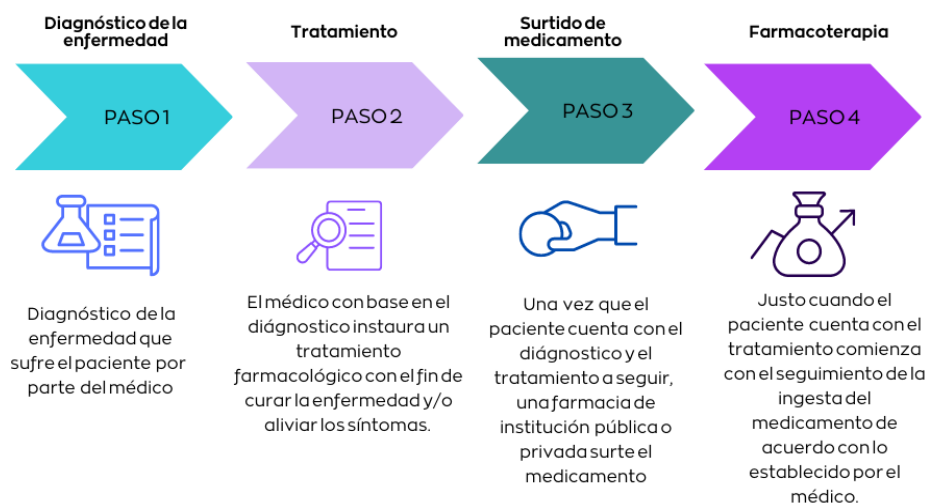 Diagnóstico de la
enfermedad
PASO 1
Diagnóstico de la
enfermedad que
sufre el paciente por
parte del médico
Tratamiento
PASO 2
El médico con base en el
diágnostico instaura un
tratamiento
farmacológico con el fin de
curar la enfermedad y/o
aliviar los síntomas.
Surtido de
medicamento
PASO 3
Una vez que el
paciente cuenta con el
diágnostico y el
tratamiento a seguir,
una farmacia de
institución pública o
privada surte el
medicamento
Farmacoterapia
PASO 4
Justo cuando el
paciente cuenta con el
tratamiento comienza
con el seguimiento de la
ingesta del
medicamento de
acuerdo con lo
establecido por el
médico.